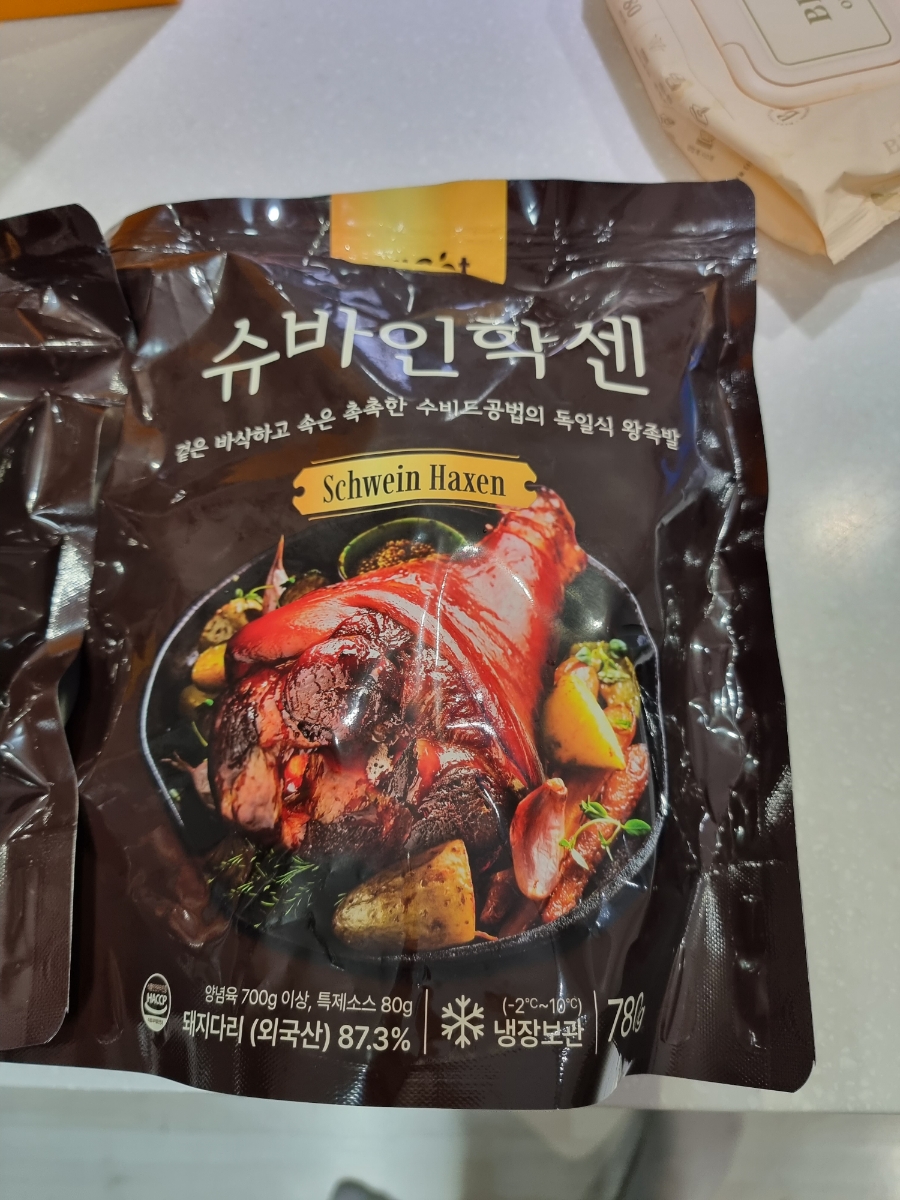 슈바인학센
겉은 바삭하고 속은 촉촉한 수비드공법의 독일식 왕족발
Schwein Haxen
HACCP
양념육 700g 이상, 특제소스 80g
돼지다리 (외국산) 87.3%
(-2℃~10℃)
냉장보관
780g